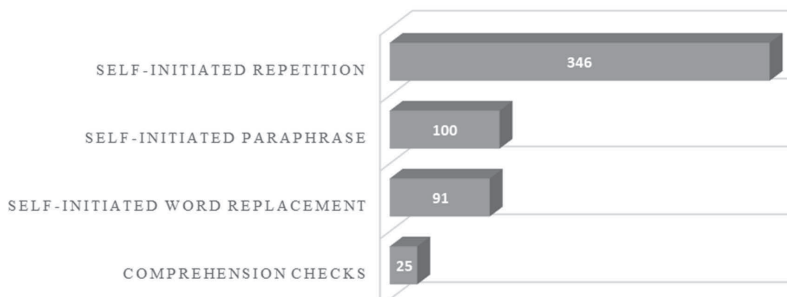 SELF-INITIATED REPETITION 346
SELF-INITIATED PARAPHRASE 100
SELF-INITIATED WORD REPLACEMENT 91
COMPREHENSION CHECKS 25